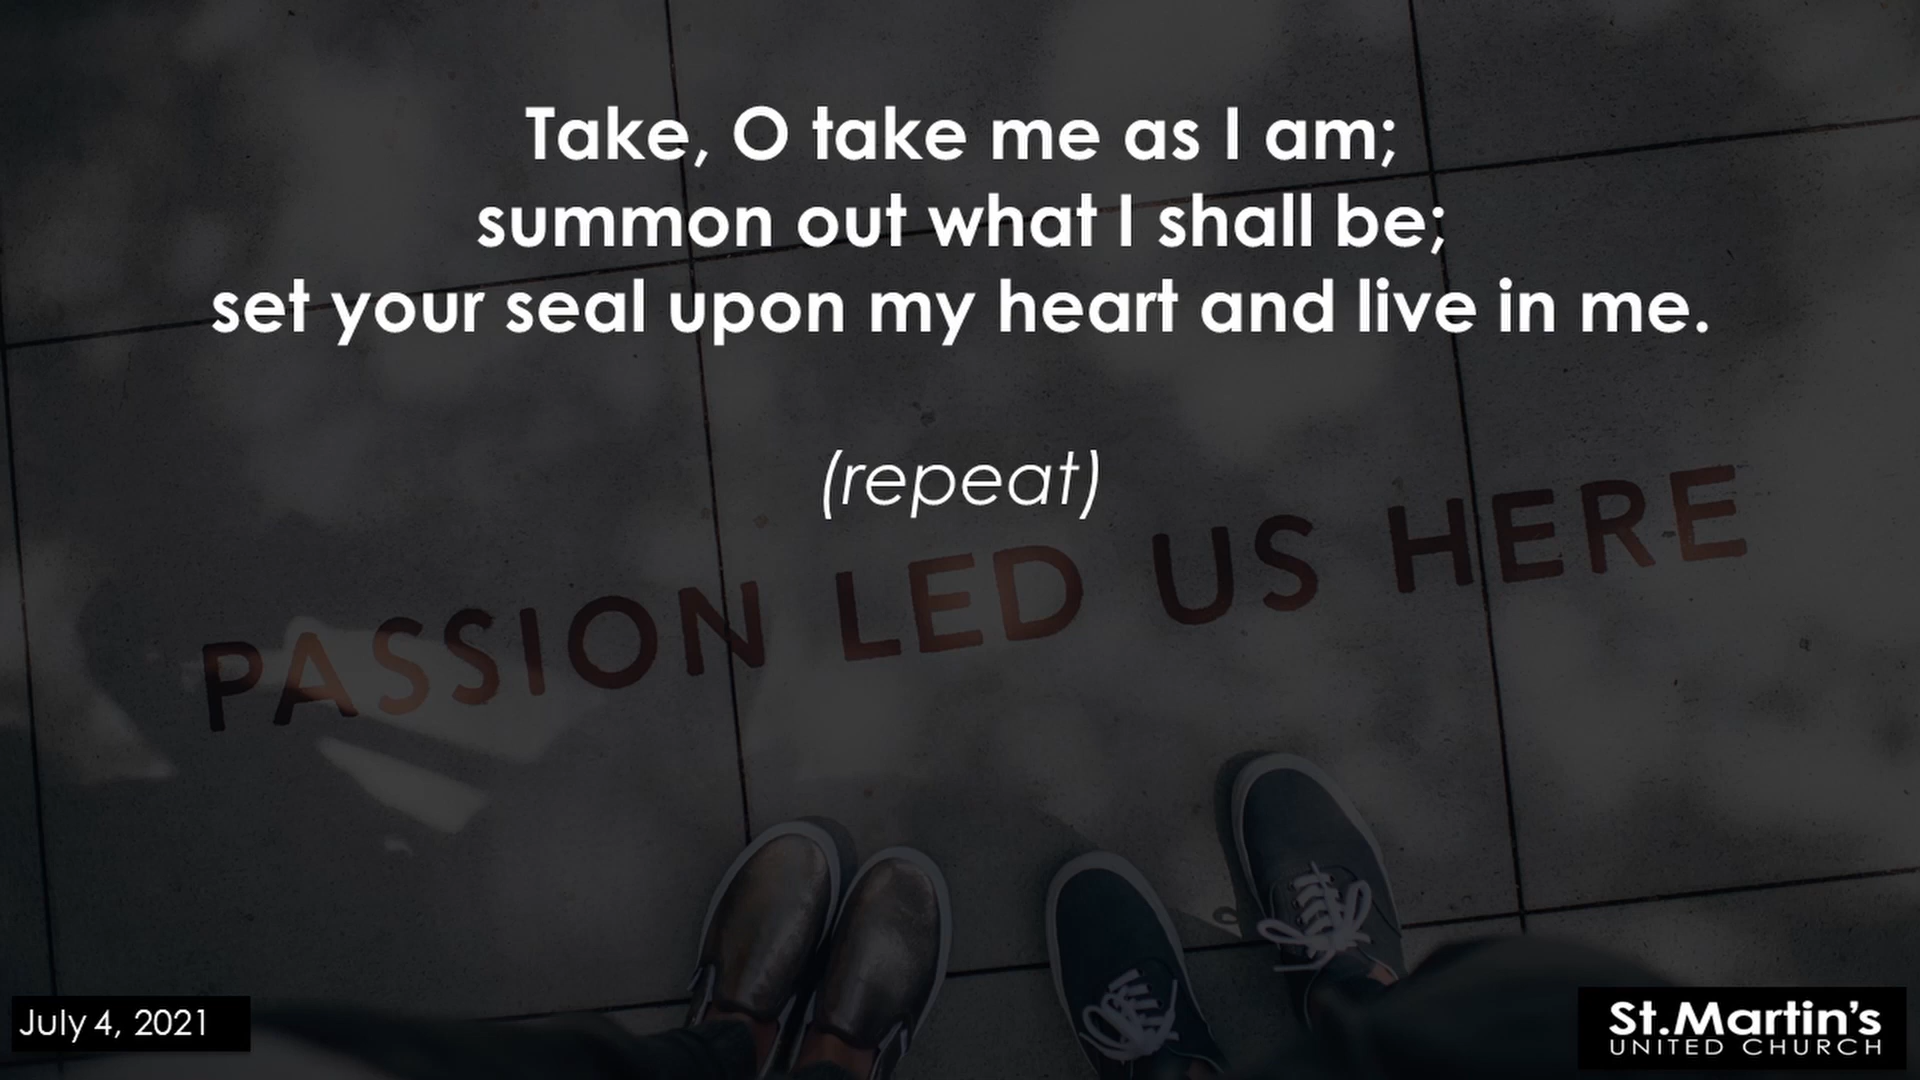 Take, O take me as I am;
summon out what I shall be;
set your seal upon my heart and live in me.
(repeat)
PASSION LED US HERE
July 4, 2021
St.Martin's
UNITED CHURCH